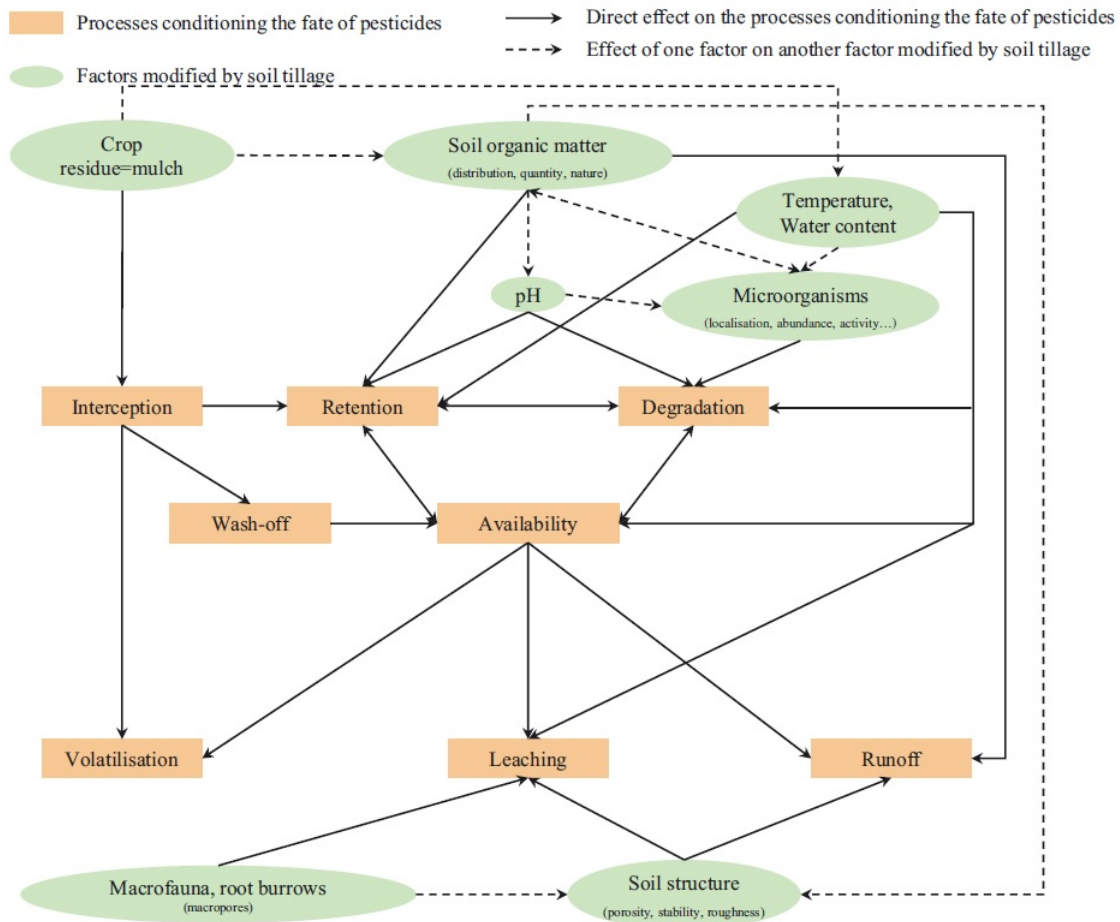 Processes conditioning the fate of pesticides
Direct effect on the processes conditioning the fate of pesticides
Effect of one factor on another factor modified by soil tillage
Factors modified by soil tillage
Crop
residue=mulch
Soil organic matter
(distribution, quantity, nature)
Temperature,
Water content
pH
Microorganisms
(localisation, abundance, activity…)
Interception
Retention
Degradation
Wash-off
Availability
Volatilisation
Leaching
Runoff
Macrofauna, root burrows
(macropores)
Soil structure
(porosity, stability, roughness)